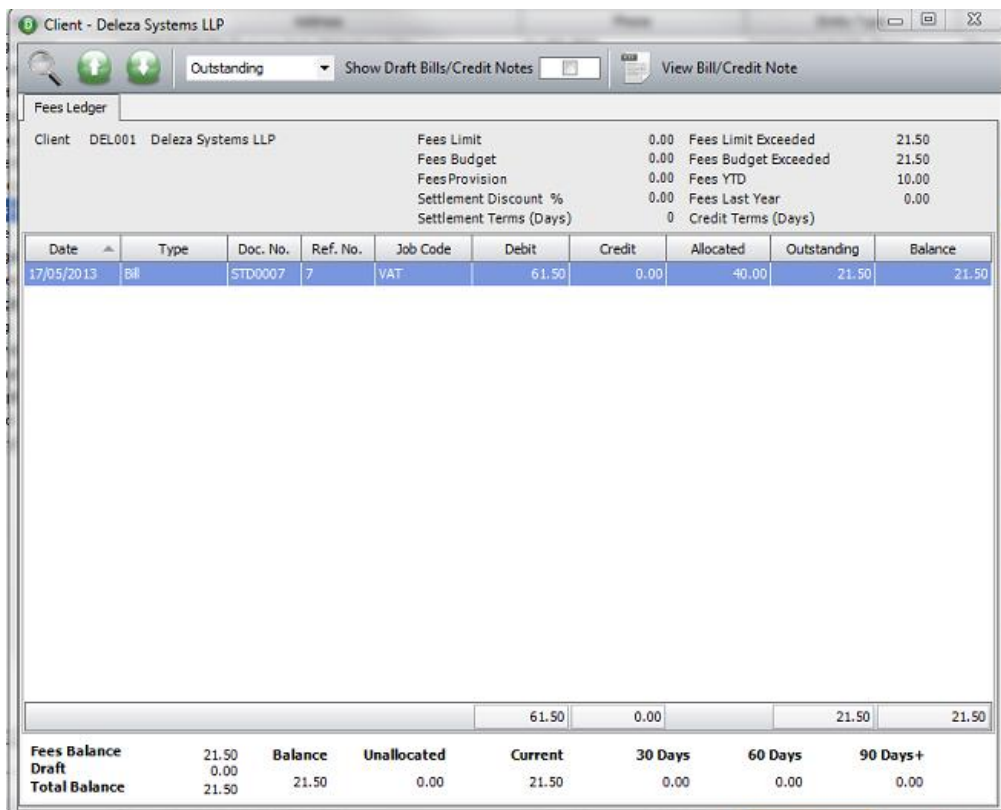 Client - Deleza Systems LLP
Outstanding Show Draft Bills/Credit Notes View Bill/Credit Note
Fees Ledger
Client DEL001 Deleza Systems LLP Fees Limit 0.00 Fees Limit Exceeded 21.50
Fees Budget 0.00 Fees Budget Exceeded 21.50
Fees Provision 0.00 Fees YTD 10.00
Settlement Discount % 0.00 Fees Last Year 0.00
Settlement Terms (Days) 0 Credit Terms (Days)
Date Type Doc. No. Ref. No. Job Code Debit Credit Allocated Outstanding Balance
17/05/2013 Bill STD0007 7 VAT 61.50 0.00 40.00 21.50 21.50
61.50 0.00 21.50 21.50
Fees Balance 21.50 Balance Unallocated Current 30 Days 60 Days 90 Days+
Draft 0.00
Total Balance 21.50 21.50 0.00 21.50 0.00 0.00 0.00